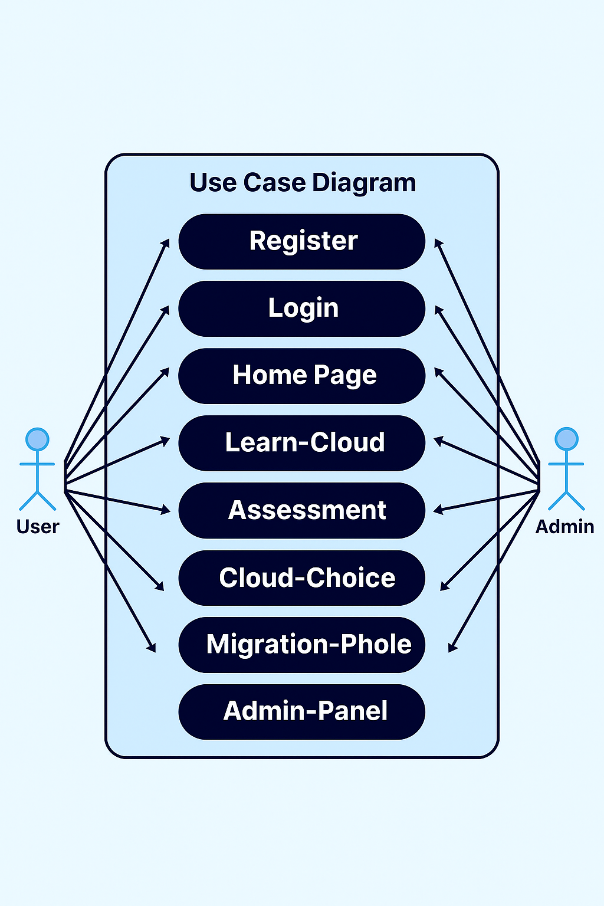 Use Case Diagram
Register
Login
Home Page
Learn-Cloud
Assessment
Cloud-Choice
Migration-Phole
Admin-Panel
User
Admin